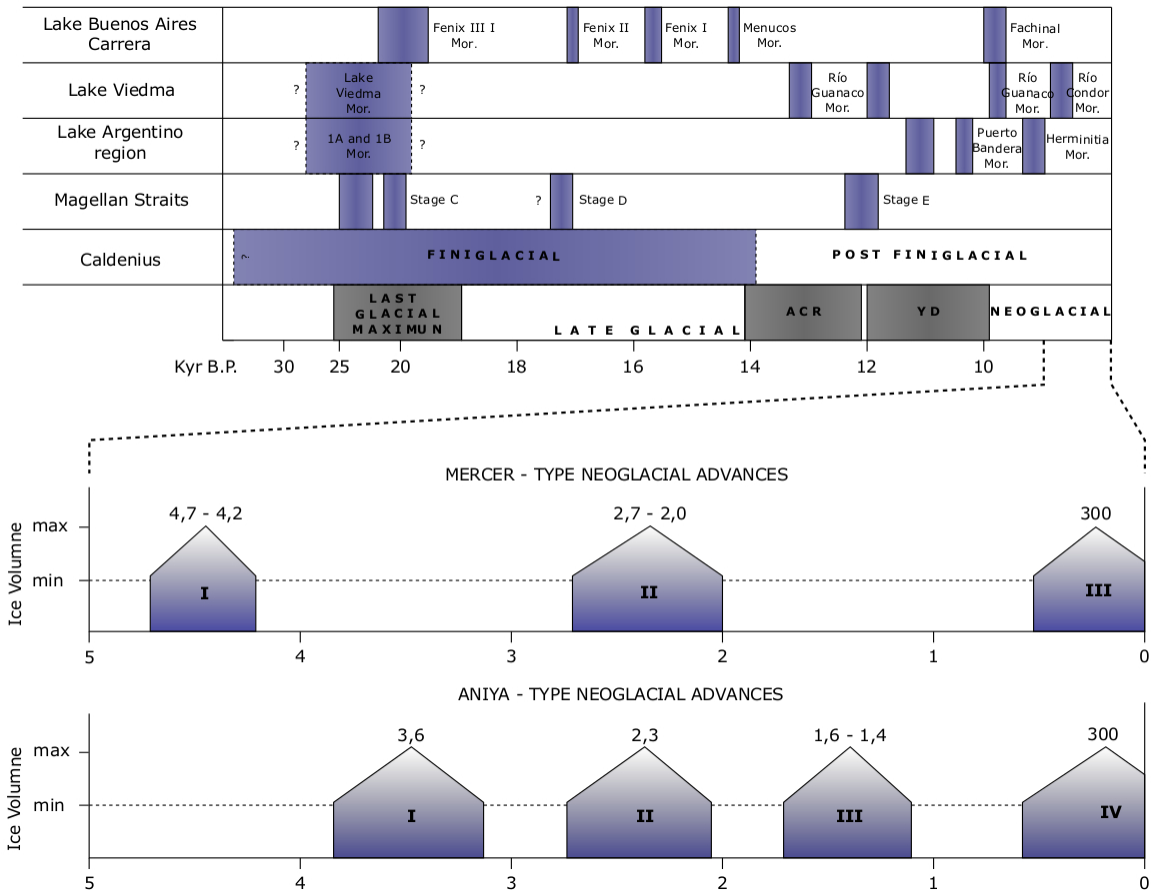 Lake Buenos Aires
Carrera
Fenix III I
Mor.
Fenix II
Mor.
Fenix I
Mor.
Menucos
Mor.
Fachinal
Mor.
Lake Viedma
?
Lake
Viedma
Mor.
?
Río
Guanaco
Mor.
Río
Guanaco
Mor.
Río
Condor
Mor.
Lake Argentino
region
?
1A and 1B
Mor.
?
Puerto
Bandera
Mor.
Herminitia
Mor.
Magellan Straits
Stage C
?
Stage D
Stage E
Caldenius
?
FINIGLACIAL
POST FINIGLACIAL
LAST
GLACIAL
MAXIMUN
LATE GLACIAL
ACR
YD
NEOGLACIAL
Kyr B.P. 30 25 20 18 16 14 12 10
MERCER - TYPE NEOGLACIAL ADVANCES
Ice Volumne
max
min
4,7 - 4,2
2,7 - 2,0
300
I
II
III
5 4 3 2 1 0
ANIYA - TYPE NEOGLACIAL ADVANCES
Ice Volumne
max
min
3,6
2,3
1,6 - 1,4
300
I
II
III
IV
5 4 3 2 1 0